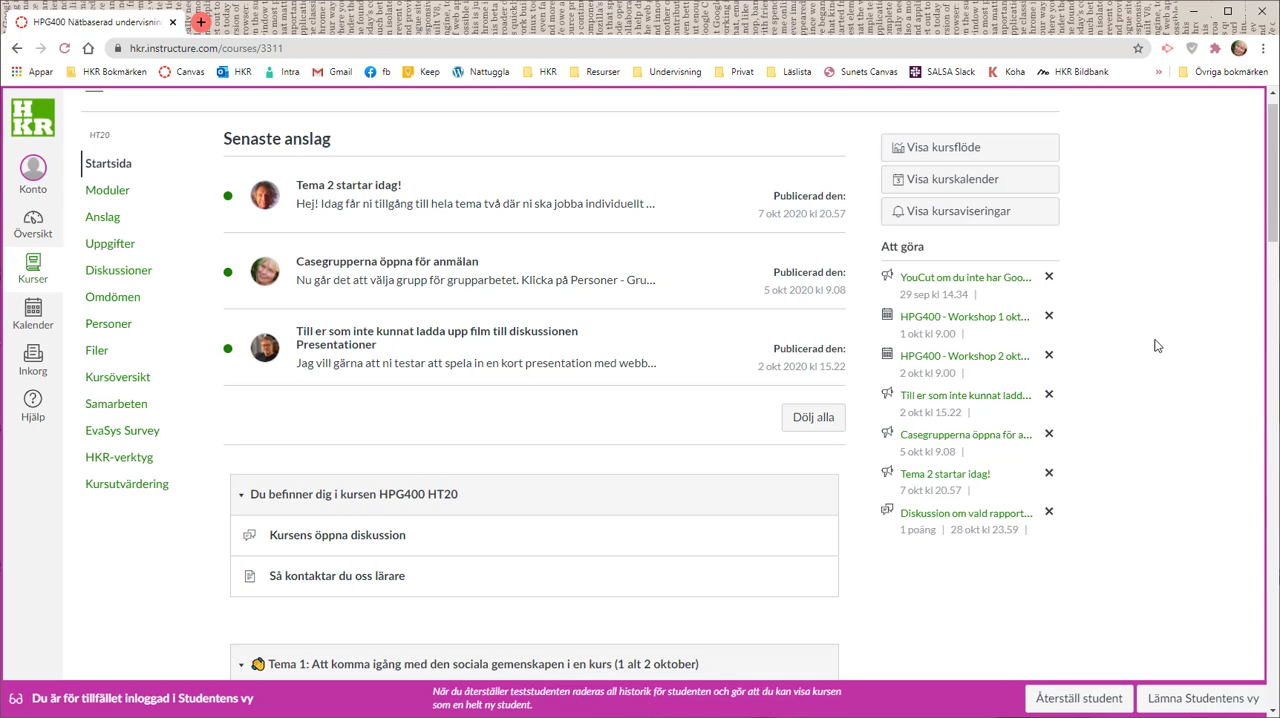 HPG400 Nätbaserad undervisnin
hkr.instructure.com/courses/3311
Appar
HKR Bokmärken
Canvas
HKR
Intra
Gmail
fb
Keep
Nattuggla
HKR
Resurser
Undervisning
Privat
Läslista
Sunets Canvas
SALSA Slack
Koha
HKR Bildbank
»
Övriga bokmärken
H
KR
Konto
Översikt
Kurser
Kalender
Inkorg
Hjälp
HT20
Startsida
Moduler
Anslag
Uppgifter
Diskussioner
Omdömen
Personer
Filer
Kursöversikt
Samarbeten
EvaSys Survey
HKR-verktyg
Kursutvärdering
Senaste anslag
Tema 2 startar idag!
Hej! Idag får ni tillgång till hela tema två där ni ska jobba individuellt ...
Publicerad den:
7 okt 2020 kl 20.57
Casegrupperna öppna för anmälan
Nu går det att välja grupp för grupparbetet. Klicka på Personer - Gru...
Publicerad den:
5 okt 2020 kl 9.08
Till er som inte kunnat ladda upp film till diskussionen
Presentationer
Jag vill gärna att ni testar att spela in en kort presentation med webb...
Publicerad den:
2 okt 2020 kl 15.22
Dölj alla
Du befinner dig i kursen HPG400 HT20
Kursens öppna diskussion
Så kontaktar du oss lärare
Tema 1: Att komma igång med den sociala gemenskapen i en kurs (1 alt 2 oktober)
Visa kursflöde
Visa kurskalender
Visa kursaviseringar
Att göra
YouCut om du inte har Goo...
29 sep kl 14.34 |
HPG400 - Workshop 1 okt...
1 okt kl 9.00 |
HPG400 - Workshop 2 okt...
2 okt kl 9.00 |
Till er som inte kunnat ladd...
2 okt kl 15.22 |
Casegrupperna öppna för a...
5 okt kl 9.08 |
Tema 2 startar idag!
7 okt kl 20.57 |
Diskussion om vald rapport...
1 poäng | 28 okt kl 23.59 |
Du är för tillfället inloggad i Studentens vy
När du återställer teststudenten raderas all historik för studenten och gör att du kan visa kursen
som en helt ny student.
Återställ student
Lämna Studentens vy